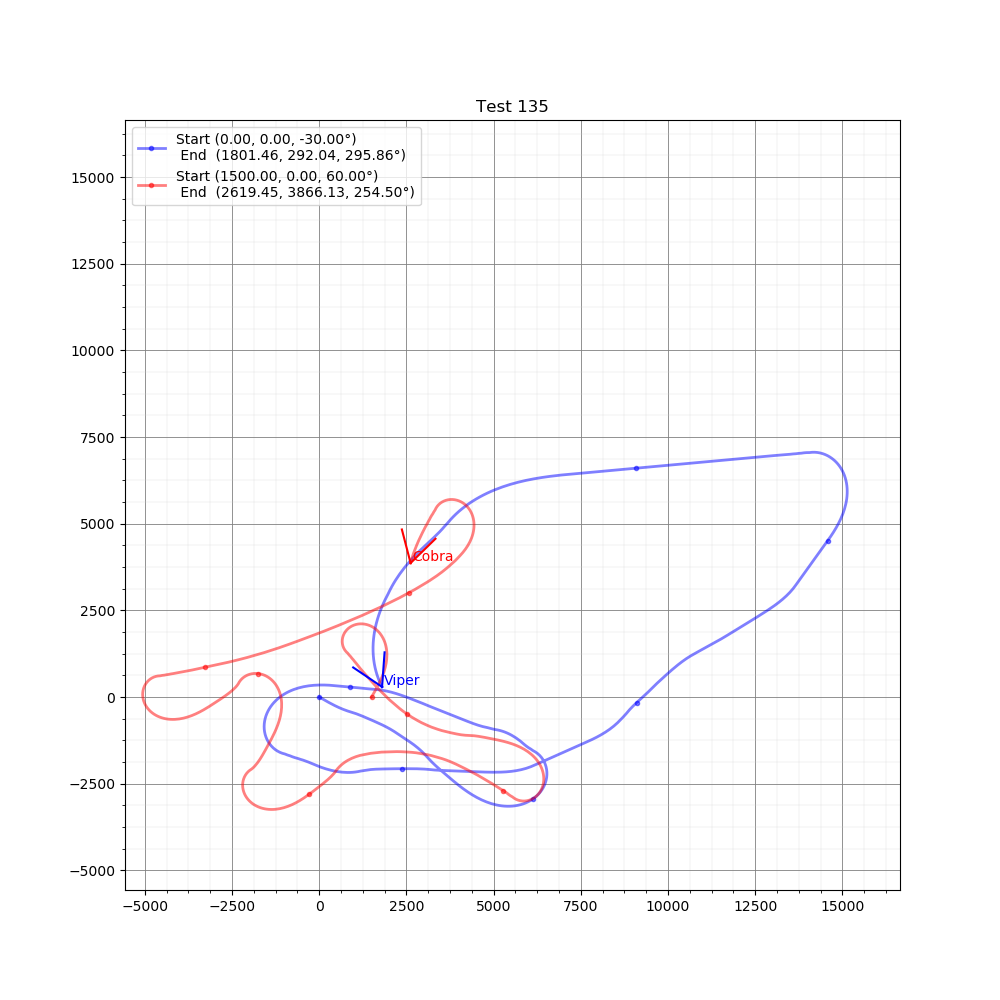 Test 135
Start (0.00, 0.00, -30.00°)
End (1801.46, 292.04, 295.86°)
Start (1500.00, 0.00, 60.00°)
End (2619.45, 3866.13, 254.50°)
15000
12500
10000
7500
5000
2500
0
−2500
−5000
Cobra
Viper
−5000 −2500 0 2500 5000 7500 10000 12500 15000